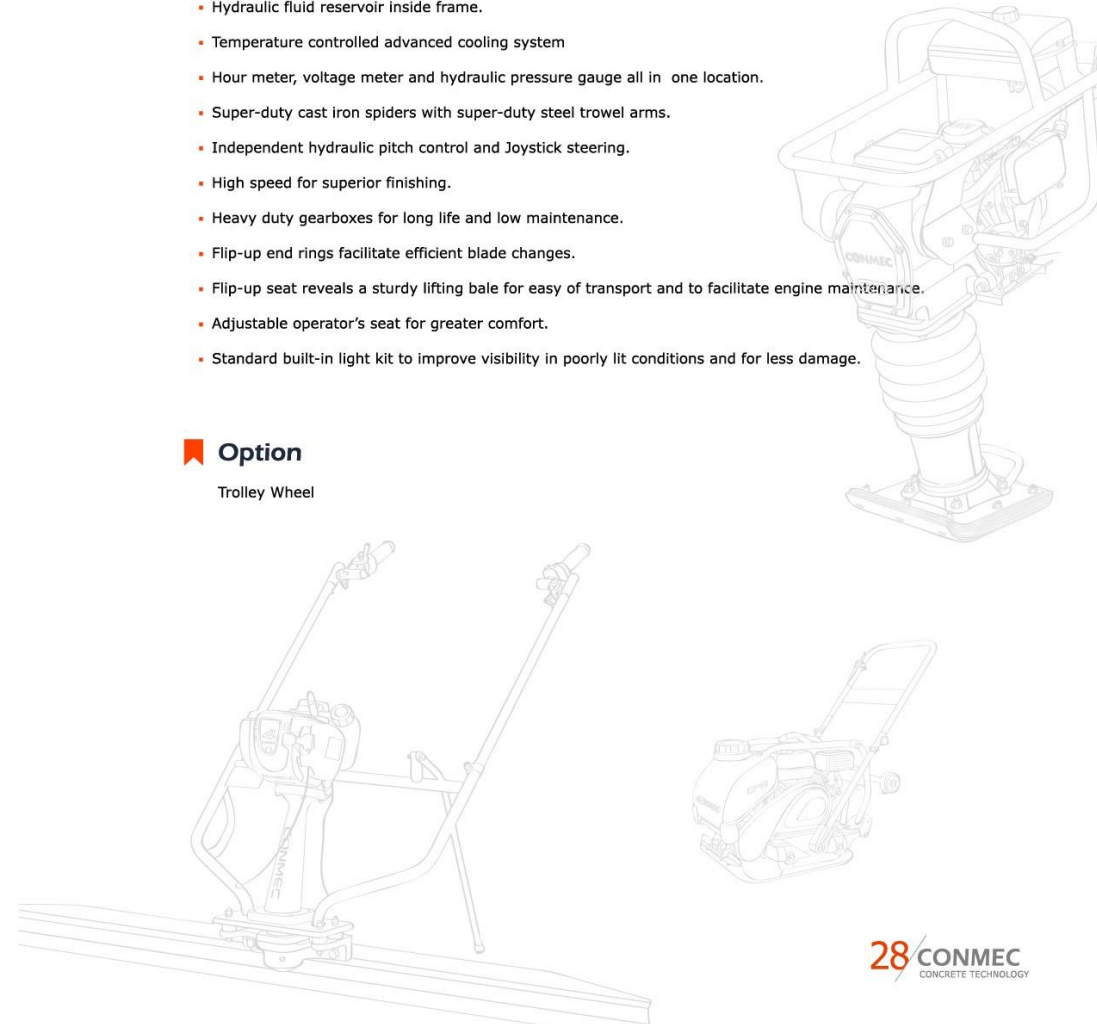 ▪ Hydraulic fluid reservoir inside frame.
▪ Temperature controlled advanced cooling system
▪ Hour meter, voltage meter and hydraulic pressure gauge all in  one location.
▪ Super-duty cast iron spiders with super-duty steel trowel arms.
▪ Independent hydraulic pitch control and Joystick steering.
▪ High speed for superior finishing.
▪ Heavy duty gearboxes for long life and low maintenance.
▪ Flip-up end rings facilitate efficient blade changes.
▪ Flip-up seat reveals a sturdy lifting bale for easy of transport and to facilitate engine maintenance.
▪ Adjustable operator’s seat for greater comfort.
▪ Standard built-in light kit to improve visibility in poorly lit conditions and for less damage.
CONMEC
Option
Trolley Wheel
CONMEC
CONMEC
28/CONMEC
CONCRETE TECHNOLOGY